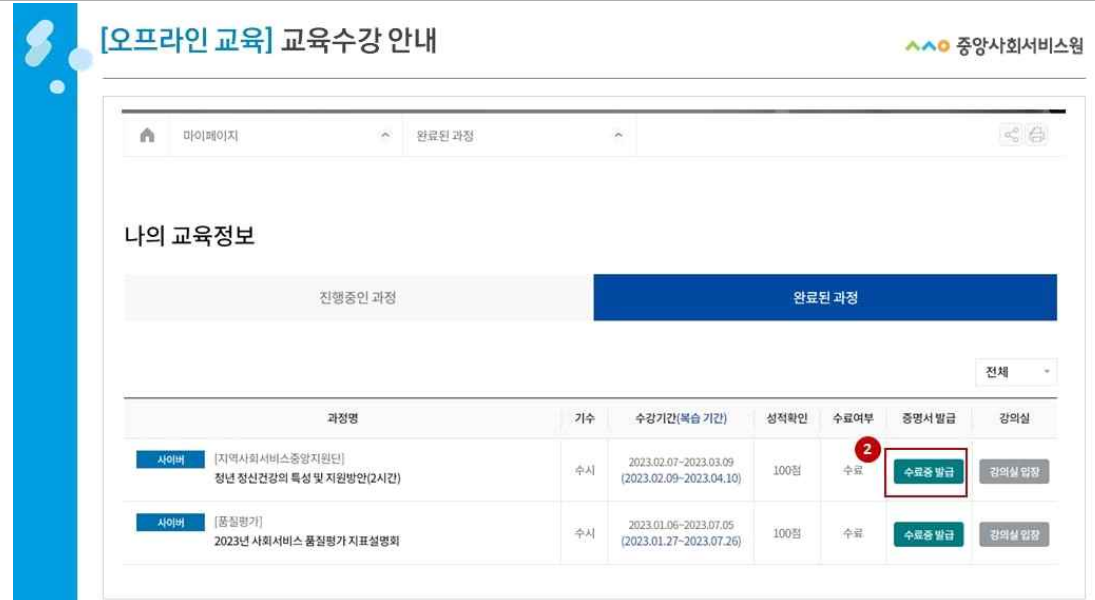 [오프라인 교육] 교육수강 안내
중앙사회서비스원
마이페이지
완료된 과정
나의 교육정보
진행중인 과정
완료된 과정
전체
과정명 기수 수강기간(복습 기간) 성적확인 수료여부 증명서 발급 강의실
2
사이버 [지역사회서비스중앙지원단]
청년 정신건강의 특성 및 지원방안(2시간)
수시
2023.02.07~2023.03.09
(2023.02.09~2023.04.10)
100점 수료 수료증 발급 강의실 입장
사이버 [품질평가]
2023년 사회서비스 품질평가 지표설명회
수시
2023.01.06~2023.07.05
(2023.01.27~2023.07.26)
100점 수료 수료증 발급 강의실 입장